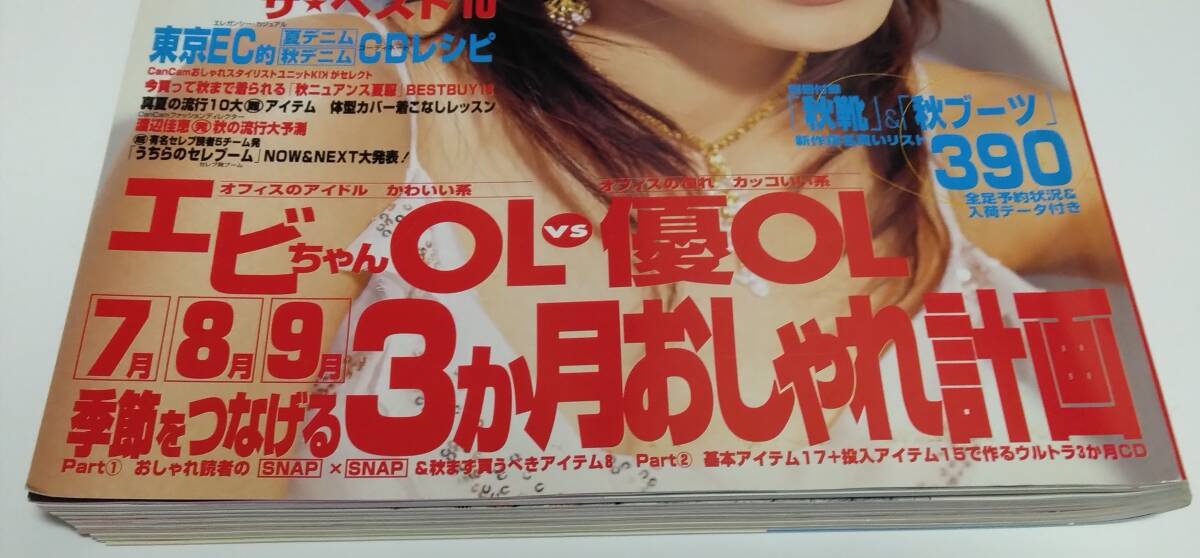 ザ★ベスト10
エレガンシー・カジュアル
東京EC的 夏デニム 秋デニム CDレシピ
コーディネート
CanCamおしゃれスタイリストユニットKIKがセレクト
今買って秋まで着られる「秋ニュアンス夏服」BESTBUY
真夏の流行10大アイテム 体型カバー着こなしレッスン
CanCamファッションディレクター
渡辺佳恵 秋の流行大予測
有名セレブ読者5チーム発
「うちらのセレブーム」NOW&NEXT大発表!
別冊付録
「秋靴」&「秋ブーツ」
新作 買いリスト
390
全足予約状況&
入荷データ付き
オフィスのアイドル かわいい系 オフィスの憧れ カッコいい系
エビちゃんOL vs 優OL
7月 8月 9月
季節をつなげる
3か月おしゃれ計画
Part① おしゃれ読者の SNAP × SNAP &秋まず買うべきアイテム8 Part② 基本アイテム17+投入アイテム15で作るウルトラ3か月CD